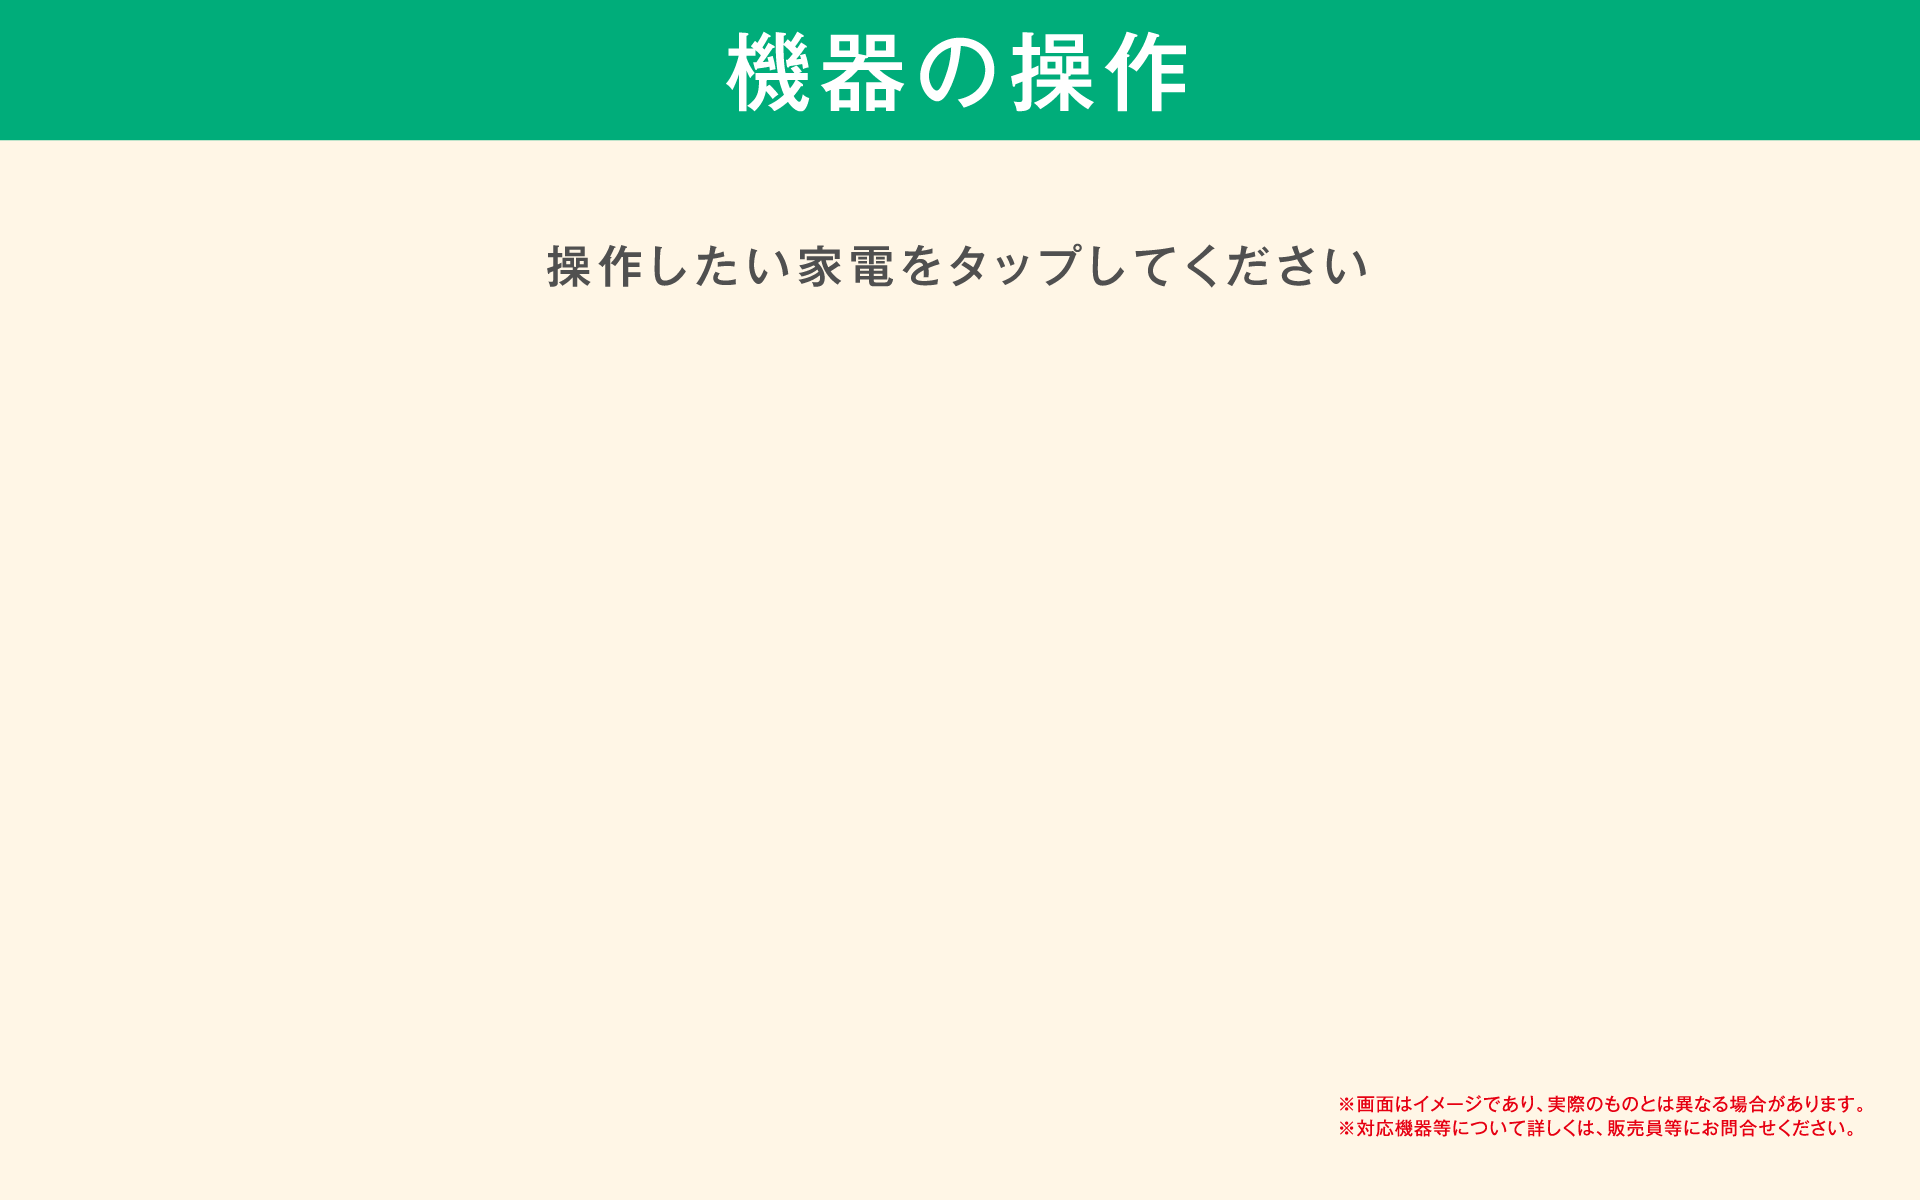 機器の操作
操作したい家電をタップしてください
※画面はイメージであり、実際のものとは異なる場合があります。
※対応機器等について詳しくは、販売員等にお問合せください。